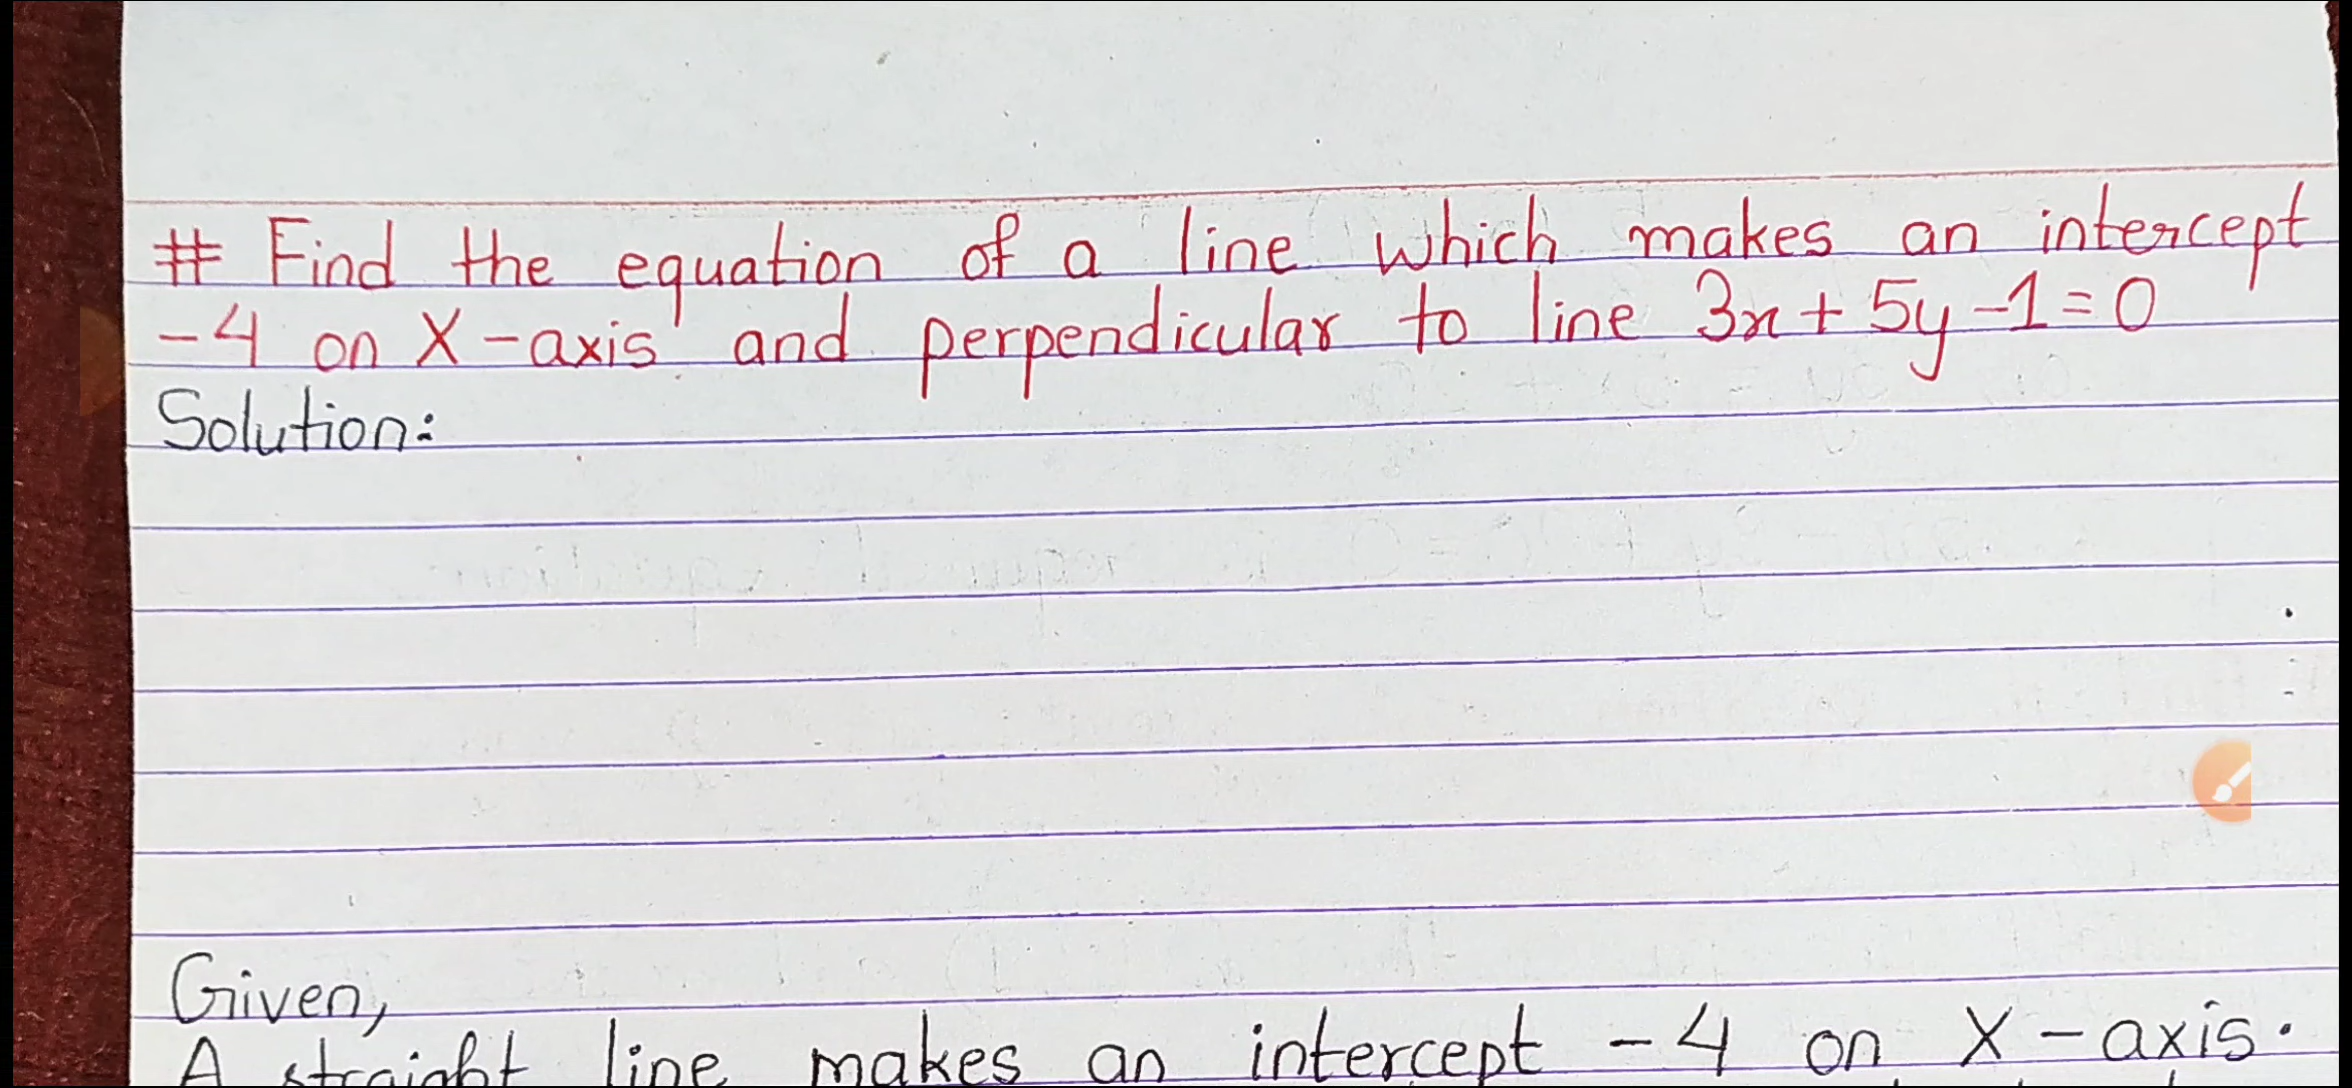 # Find the equation of a line which makes an intercept
-4 on X-axis and perpendicular to line 3x + 5y -1 = 0
Solution:
Given,
A straight line makes an intercept -4 on X-axis.